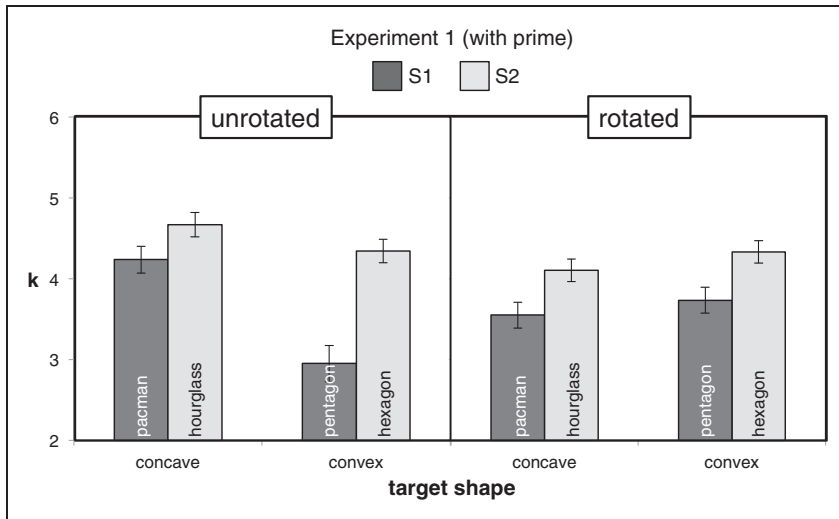 Experiment 1 (with prime)
S1 S2
unrotated rotated
6
5
4
3
2
k
pacman hourglass pentagon hexagon pacman hourglass pentagon hexagon
concave convex concave convex
target shape